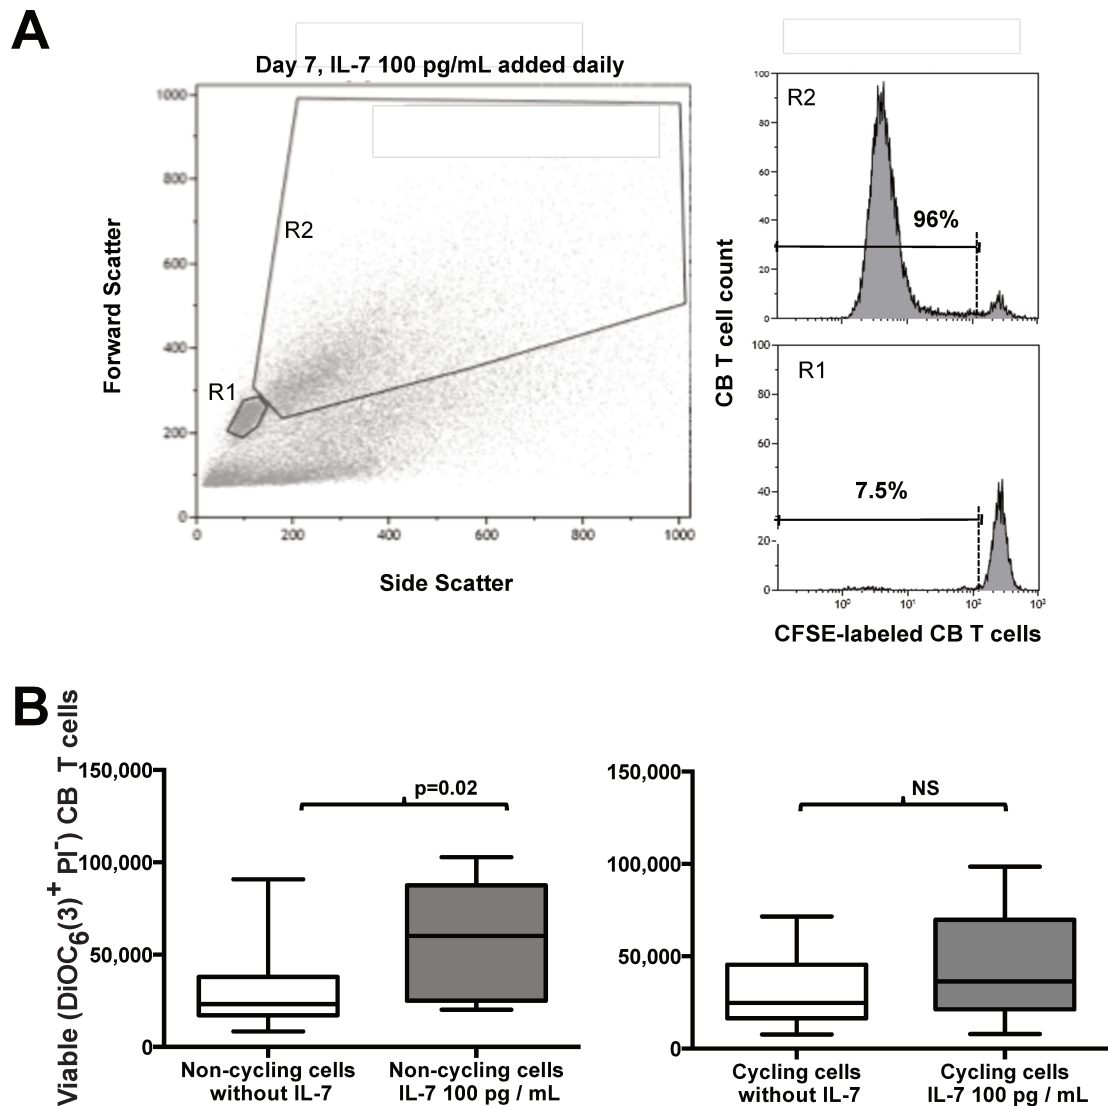 A
Day 7, IL-7 100 pg/mL added daily
Forward Scatter
1000
800
600
400
200
0
R2
R1
0 200 400 600 800 1000
Side Scatter
CB T cell count
100
80
60
40
20
0
R2
96%
100
80
60
40
20
0
R1
7.5%
10⁰ 10¹ 10² 10³
CFSE-labeled CB T cells
B
Viable (DiOC6(3)+ PI-) CB T cells
150,000
100,000
50,000
0
p=0.02
Non-cycling cells
without IL-7
Non-cycling cells
IL-7 100 pg / mL
150,000
100,000
50,000
0
NS
Cycling cells
without IL-7
Cycling cells
IL-7 100 pg / mL